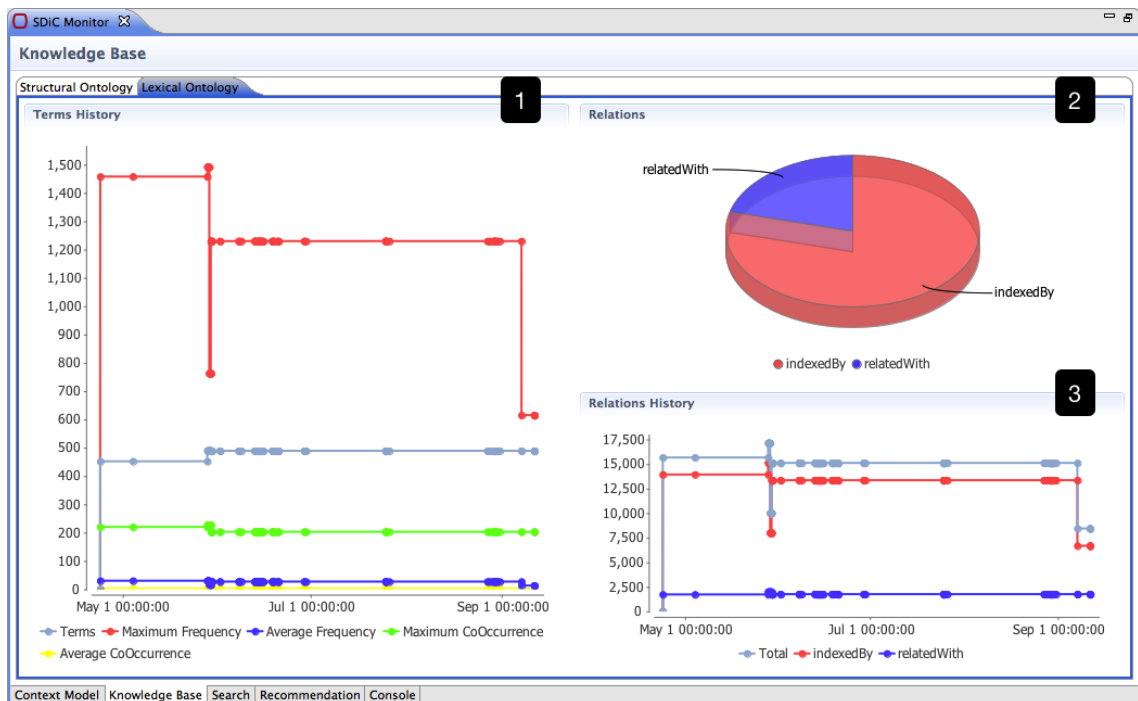 SDiC Monitor
Knowledge Base
Structural Ontology Lexical Ontology
1
Terms History
1,500
1,400
1,300
1,200
1,100
1,000
900
800
700
600
500
400
300
200
100
0
May 1 00:00:00 Jul 1 00:00:00 Sep 1 00:00:00
Terms Maximum Frequency Average Frequency Maximum CoOccurrence
Average CoOccurrence
2
Relations
relatedWith
indexedBy
indexedBy relatedWith
3
Relations History
17,500
15,000
12,500
10,000
7,500
5,000
2,500
0
May 1 00:00:00 Jul 1 00:00:00 Sep 1 00:00:00
Total indexedBy relatedWith
Context Model Knowledge Base Search Recommendation Console